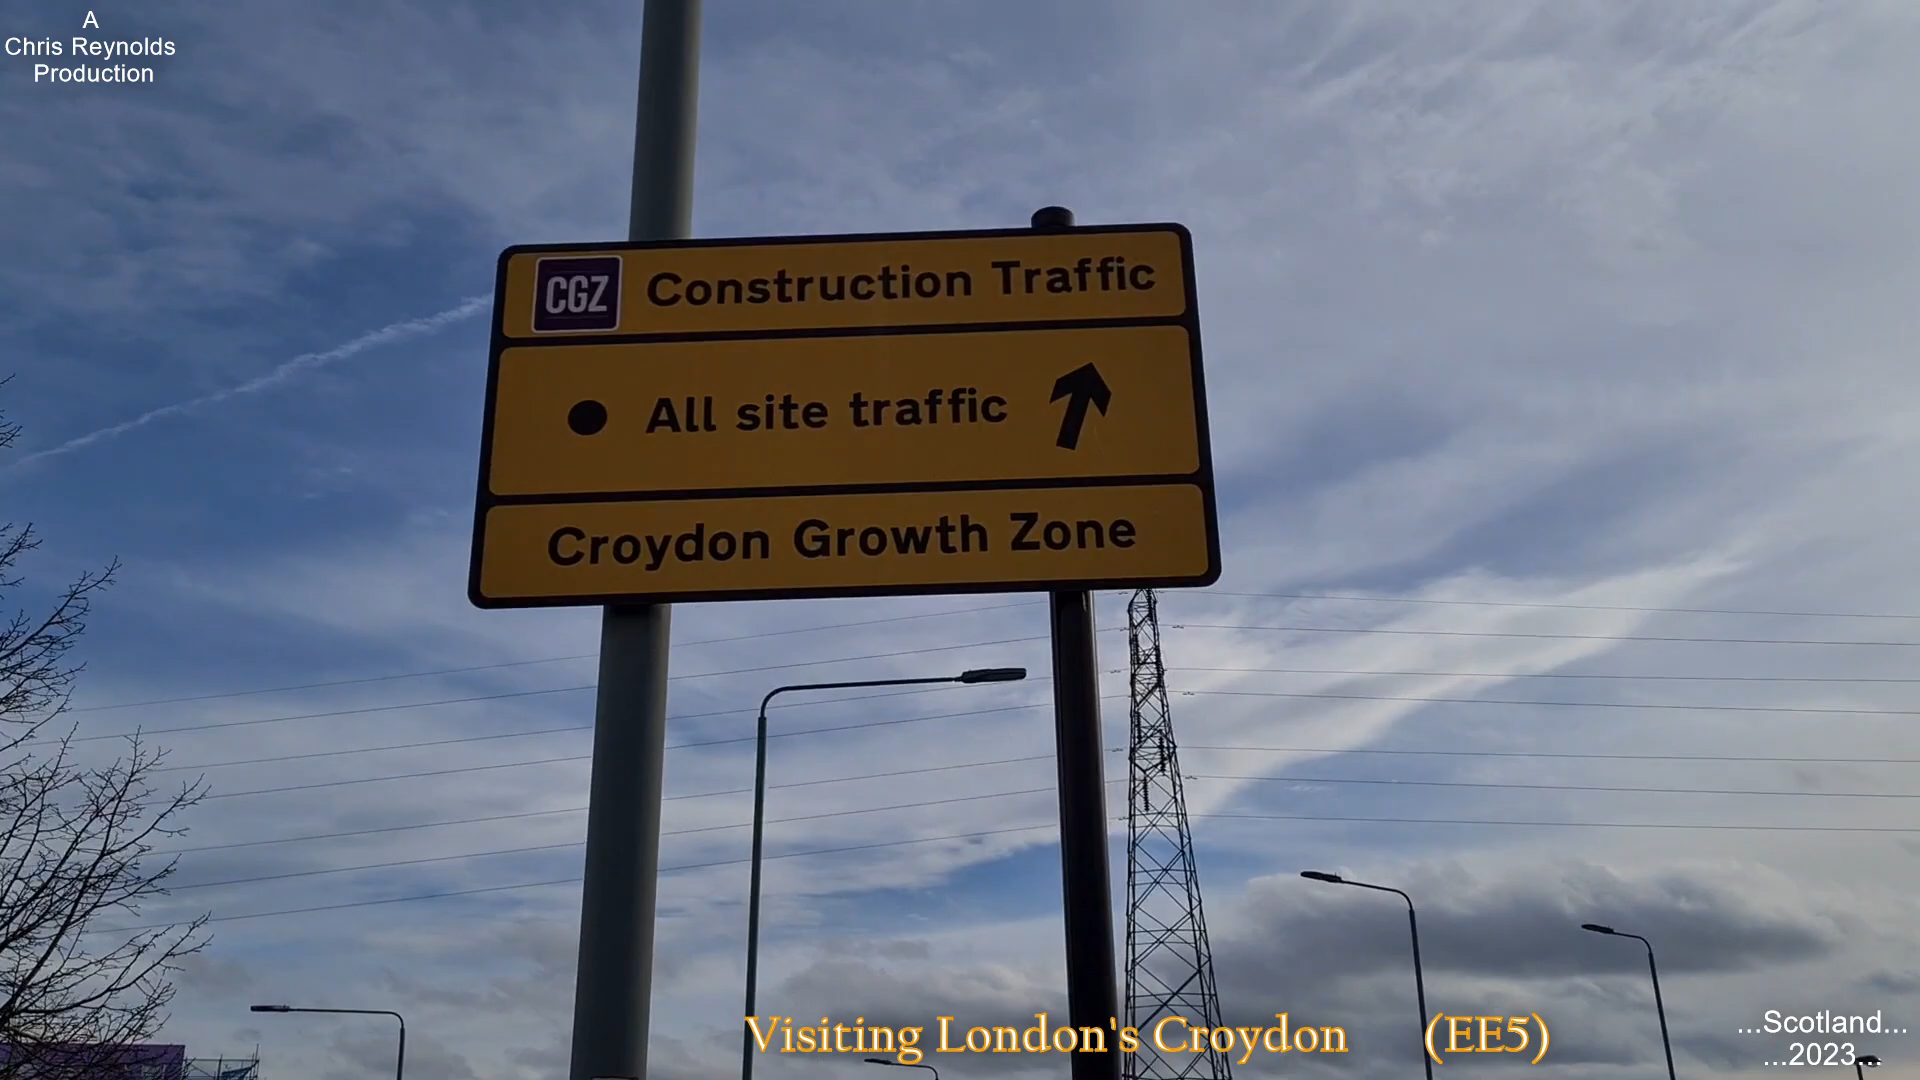 A
Chris Reynolds
Production
CGZ Construction Traffic
● All site traffic
Croydon Growth Zone
Visiting London's Croydon (EE5)
...Scotland...
...2023...